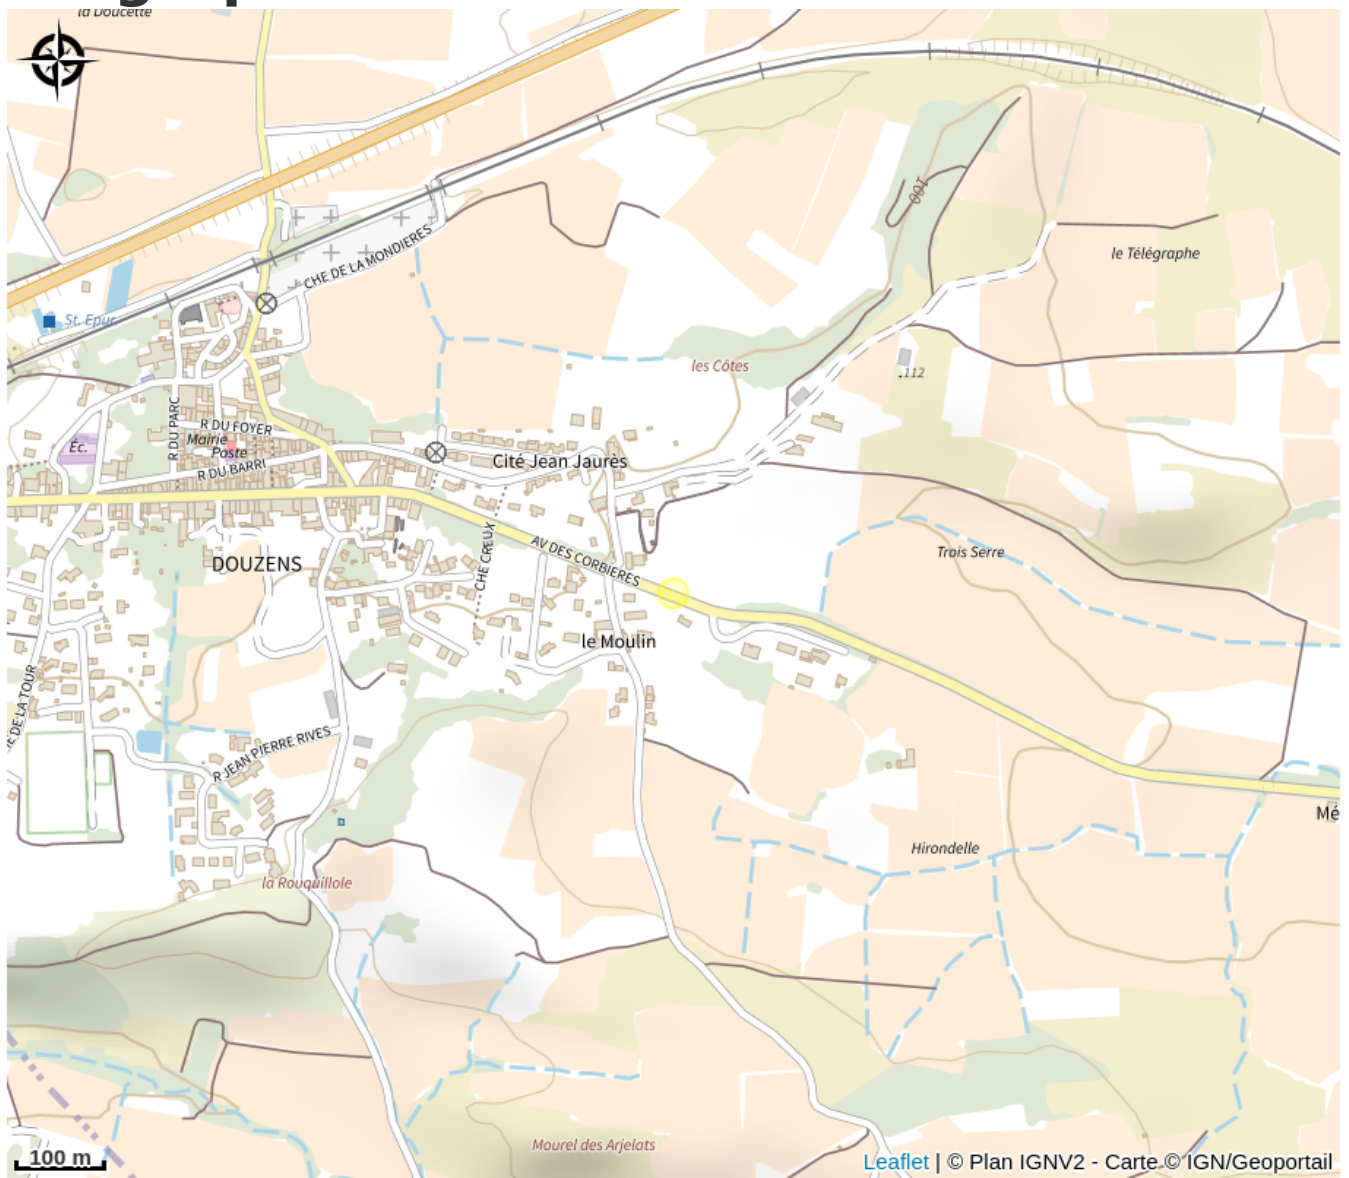 la Doucette
CHE DE LA MONDIERES
le Télégraphe
St. Epur.
100
les Côtes
.112
R DU PARC
R DU FOYER
Mairie
Poste
Éc.
R DU BARRI
Cité Jean Jaurès
CHE CREUX
AV DES CORBIERES
Trois Serre
DOUZENS
le Moulin
E DE LA TOUR
R JEAN PIERRE RIVES
Mé
Hirondelle
la Rouquillole
Mourel des Arjelats
100 m
Leaflet | © Plan IGNV2 - Carte © IGN/Geoportail